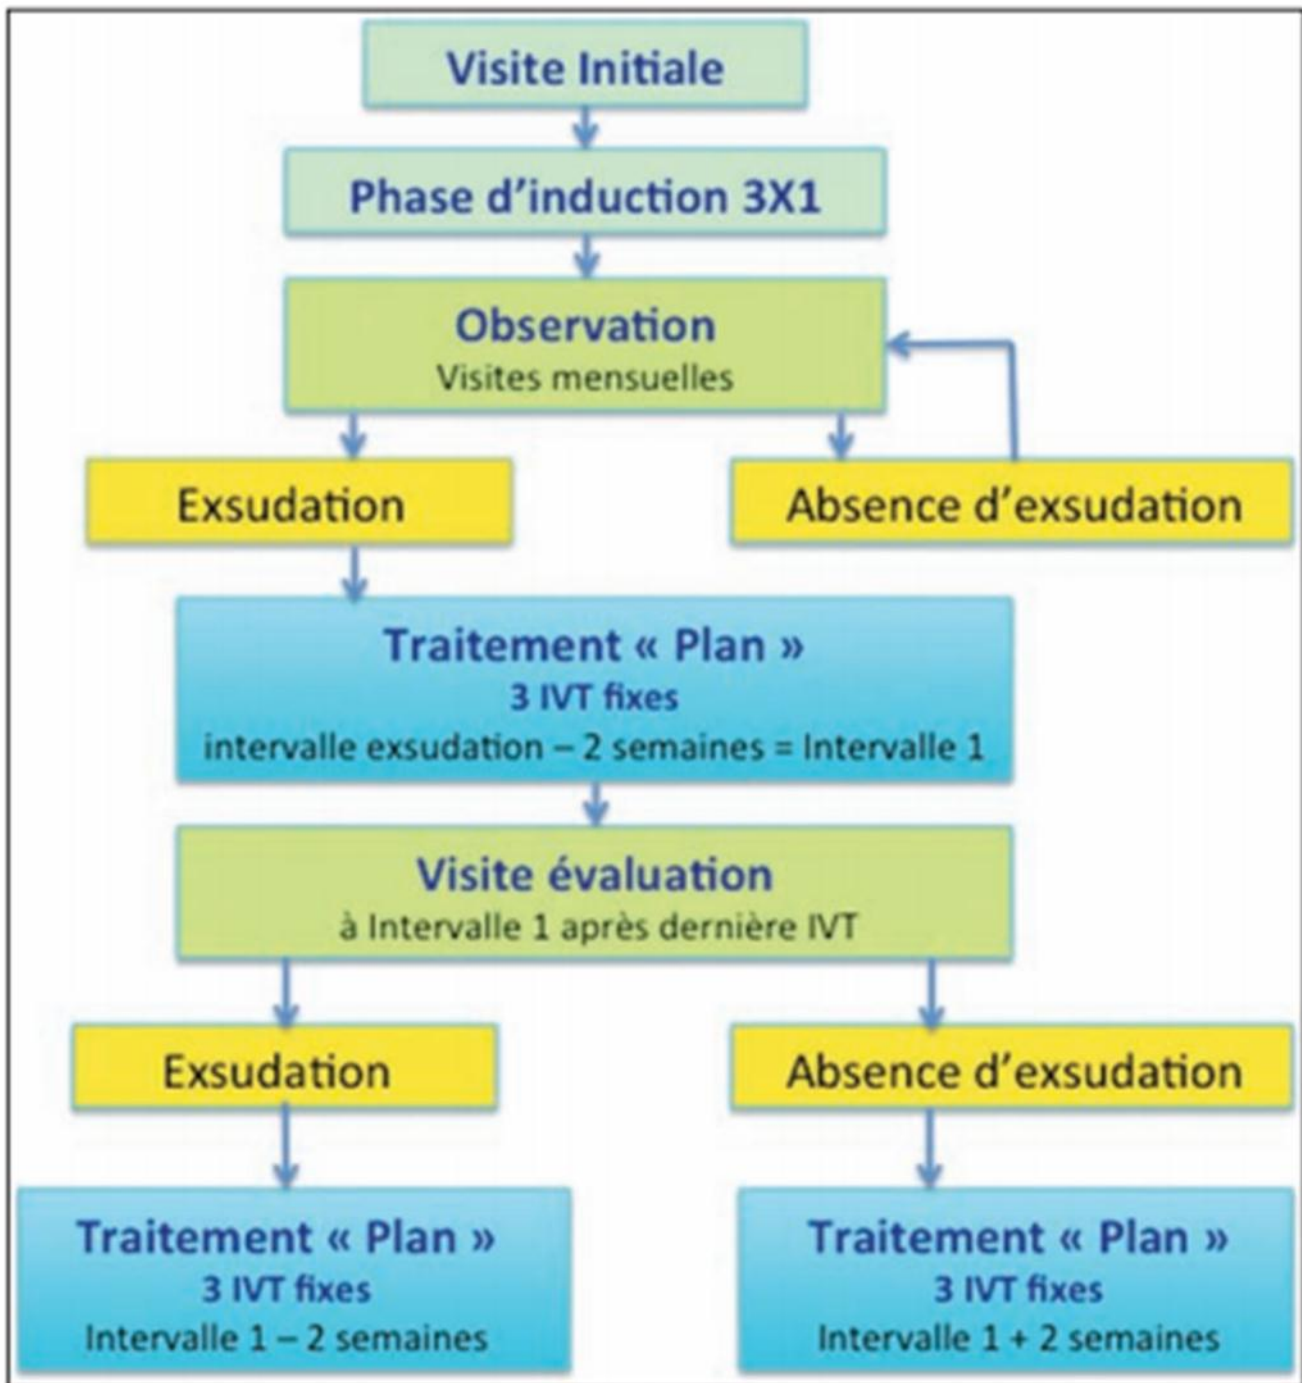 Visite Initiale
Phase d’induction 3X1
Observation
Visites mensuelles
Exsudation
Absence d’exsudation
Traitement « Plan »
3 IVT fixes
intervalle exsudation – 2 semaines = Intervalle 1
Visite évaluation
à Intervalle 1 après dernière IVT
Exsudation
Absence d’exsudation
Traitement « Plan »
3 IVT fixes
Intervalle 1 – 2 semaines
Traitement « Plan »
3 IVT fixes
Intervalle 1 + 2 semaines